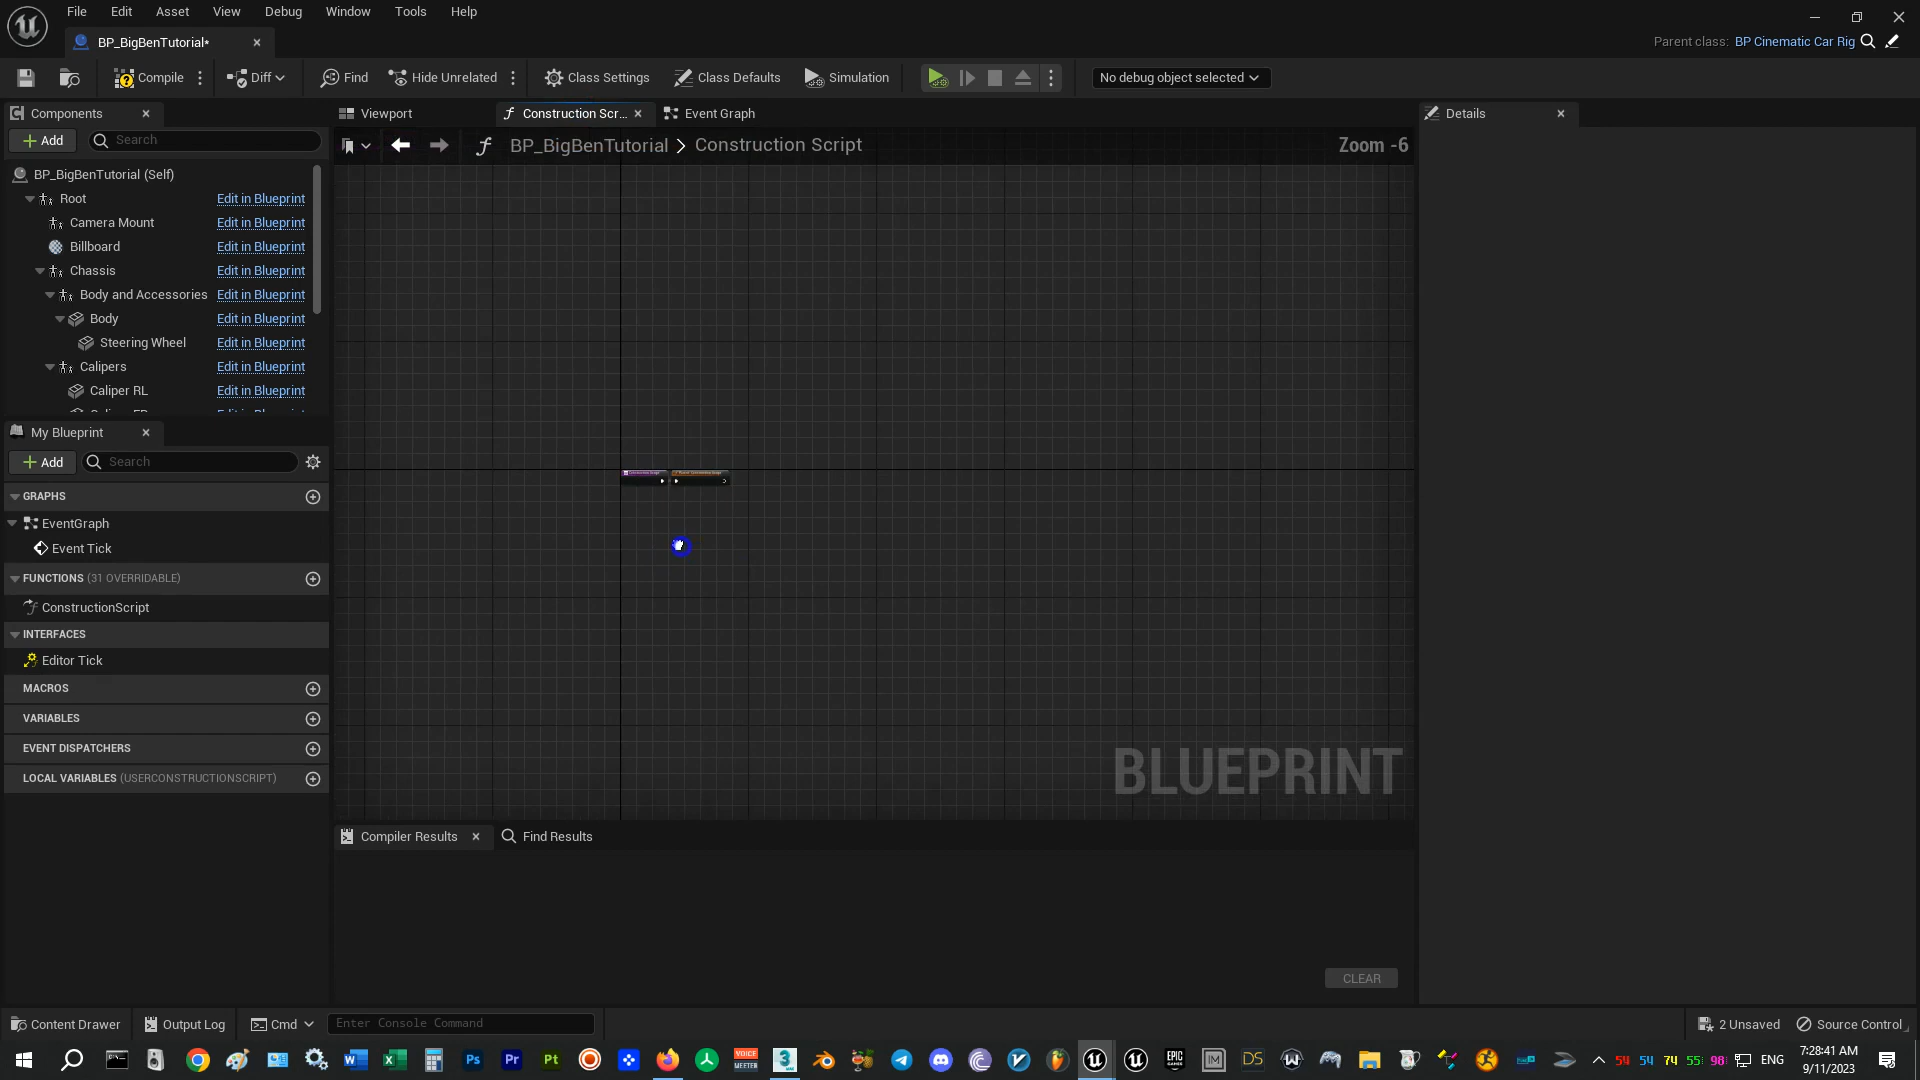 File Edit Asset View Debug Window Tools Help
BP_BigBenTutorial*
Parent class: BP Cinematic Car Rig
Compile Diff Find Hide Unrelated Class Settings Class Defaults Simulation No debug object selected
Components
Viewport Construction Scr... Event Graph
Details
Add Search
BP_BigBenTutorial > Construction Script Zoom -6
BP_BigBenTutorial (Self)
Root Edit in Blueprint
Camera Mount Edit in Blueprint
Billboard Edit in Blueprint
Chassis Edit in Blueprint
Body and Accessories Edit in Blueprint
Body Edit in Blueprint
Steering Wheel Edit in Blueprint
Calipers Edit in Blueprint
Caliper RL Edit in Blueprint
My Blueprint
Add Search
GRAPHS
EventGraph
Event Tick
FUNCTIONS (31 OVERRIDABLE)
ConstructionScript
INTERFACES
Editor Tick
MACROS
VARIABLES
EVENT DISPATCHERS
LOCAL VARIABLES (USERCONSTRUCTIONSCRIPT)
BLUEPRINT
Compiler Results Find Results
CLEAR
Content Drawer Output Log Cmd Enter Console Command 2 Unsaved Source Control
ENG
7:28:41 AM
9/11/2023